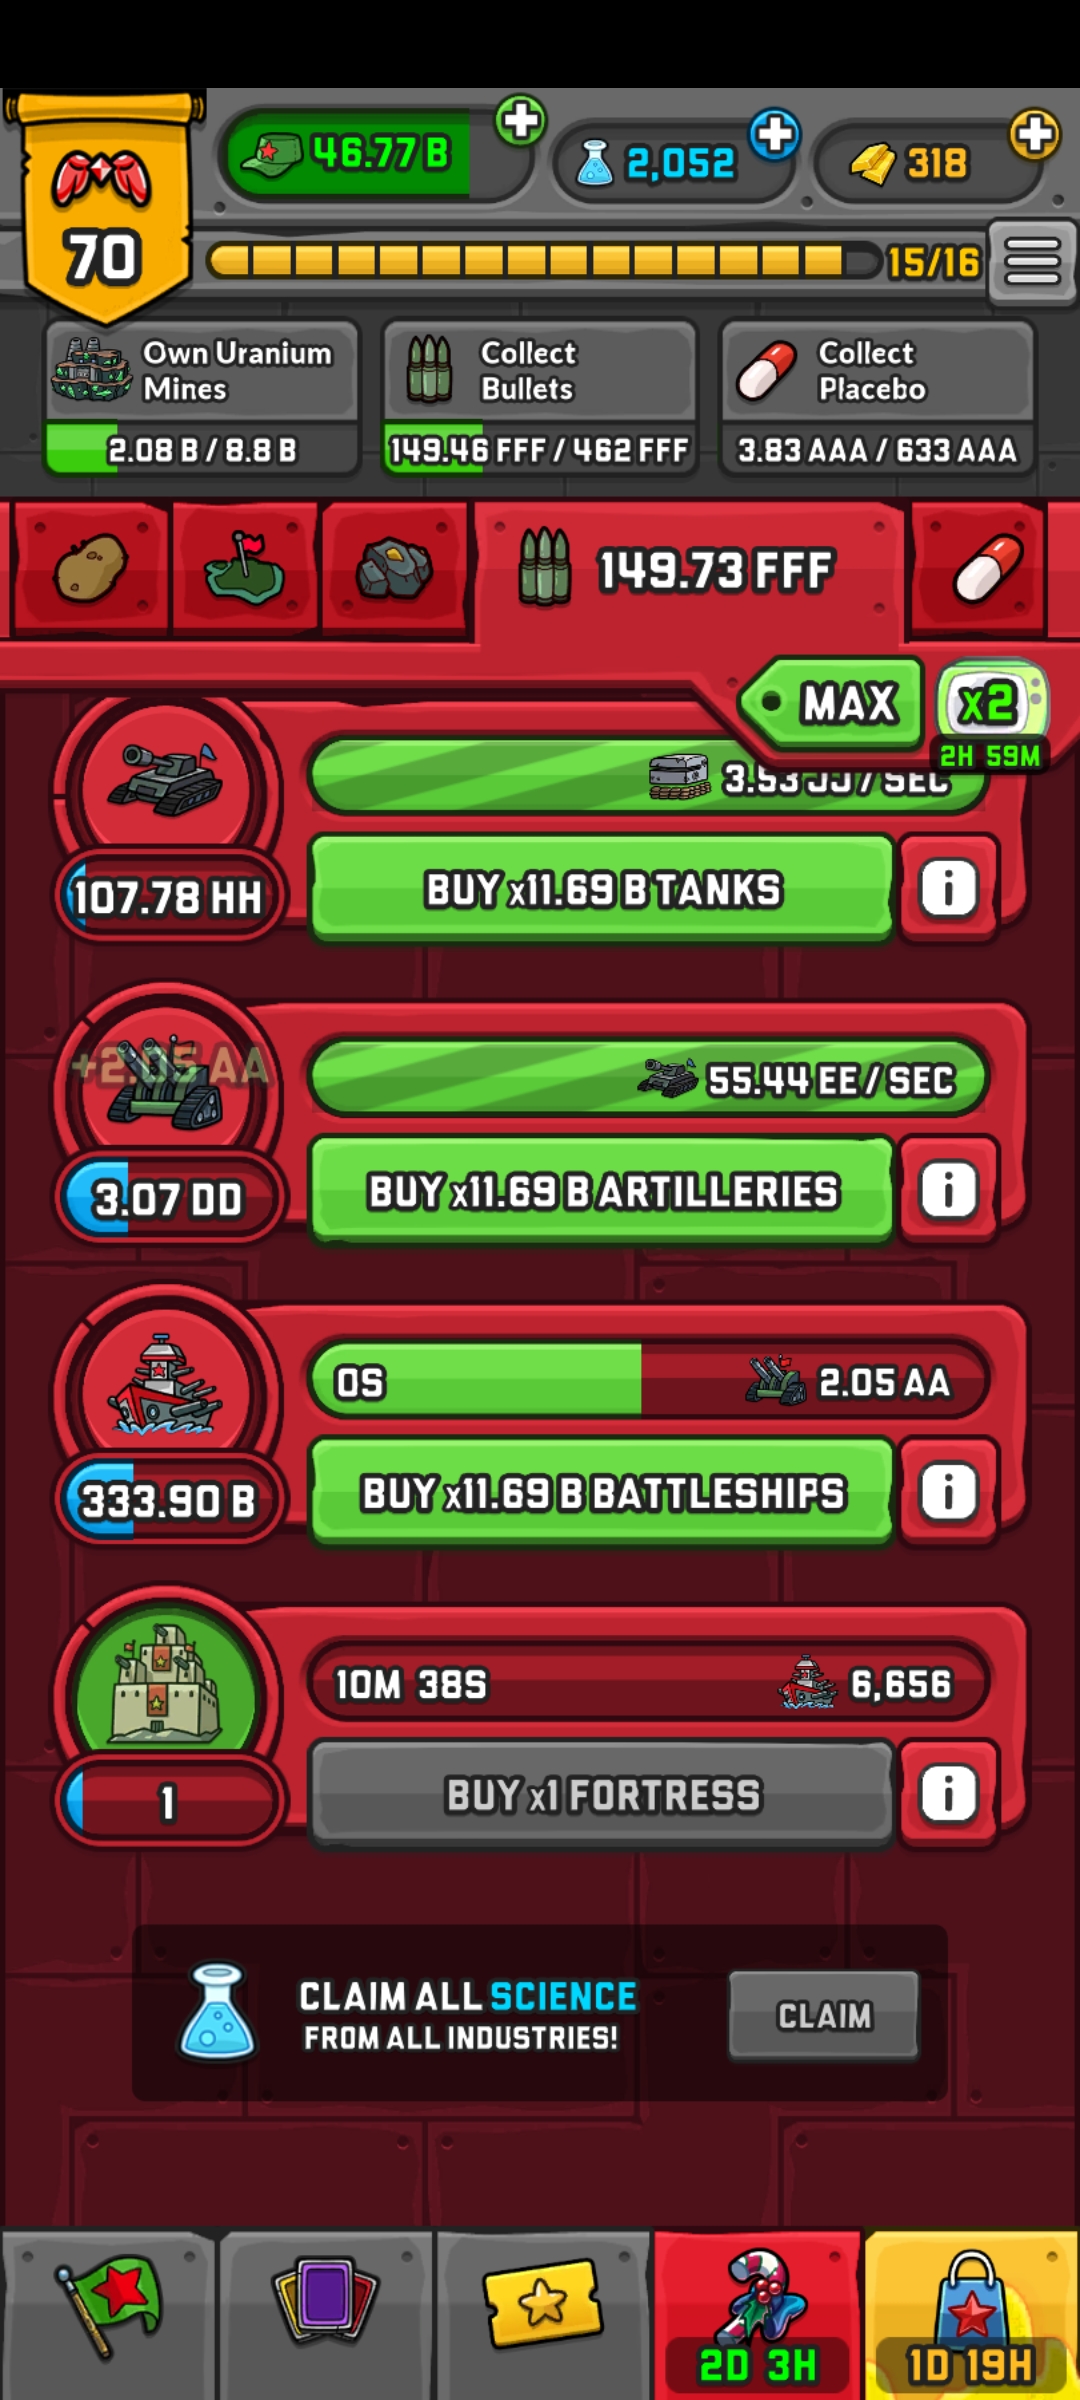 46.77 B
2,052
318
70
15/16
Own Uranium
Mines
2.08 B / 8.8 B
Collect
Bullets
149.46 FFF / 462 FFF
Collect
Placebo
3.83 AAA / 633 AAA
149.73 FFF
MAX
x2
2H 59M
3.53 JJ / SEC
107.78 HH
BUY x11.69 B TANKS
i
+2.05 AA
55.44 EE / SEC
3.07 DD
BUY x11.69 B ARTILLERIES
i
0S
2.05 AA
333.90 B
BUY x11.69 B BATTLESHIPS
i
10M 38S
6,656
1
BUY x1 FORTRESS
i
CLAIM ALL SCIENCE
FROM ALL INDUSTRIES!
CLAIM
2D 3H
1D 19H